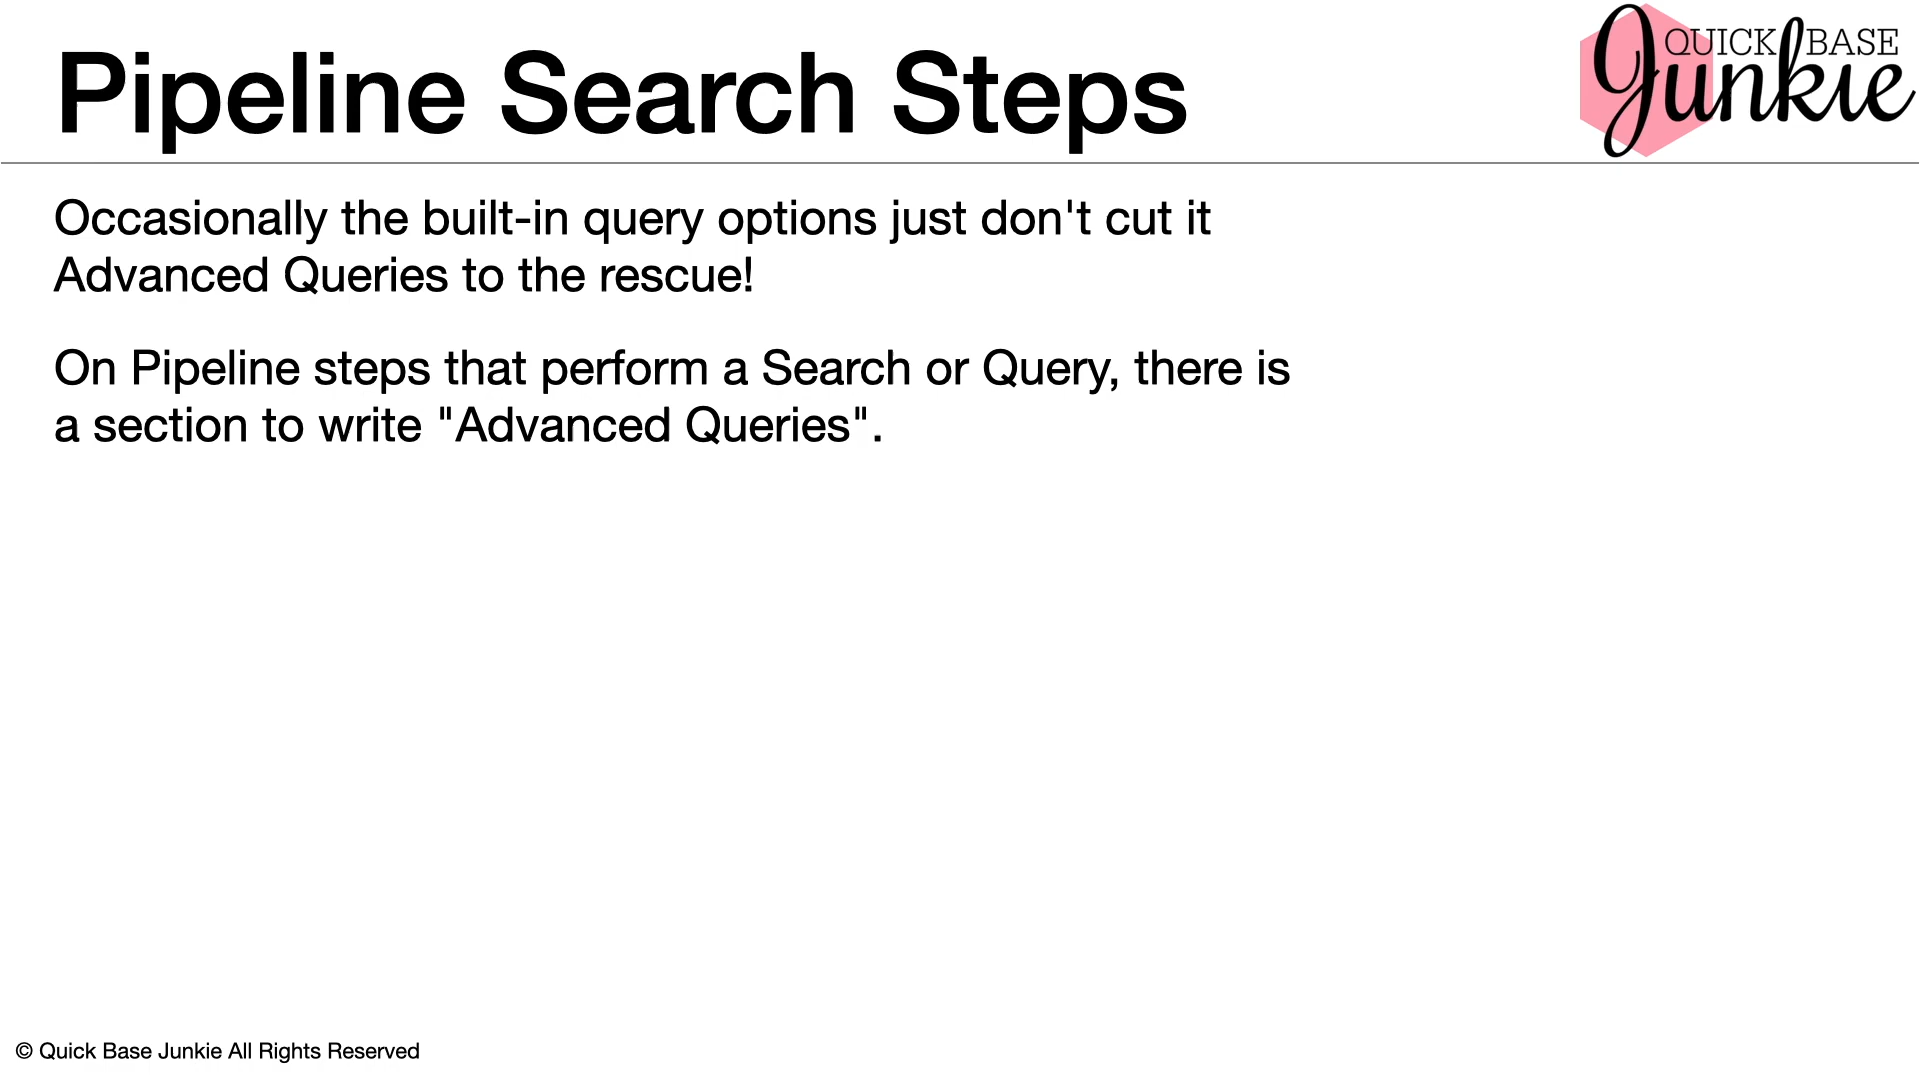 Pipeline Search Steps
QUICK BASE
Junkie
Occasionally the built-in query options just don't cut it
Advanced Queries to the rescue!
On Pipeline steps that perform a Search or Query, there is
a section to write "Advanced Queries".
© Quick Base Junkie All Rights Reserved